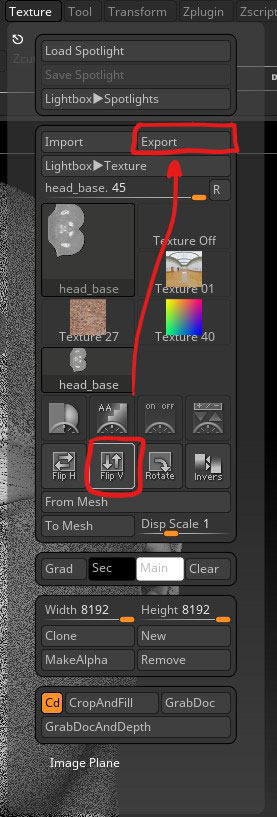 Texture Tool Transform Zplugin Zscript
Load Spotlight
Save Spotlight
Lightbox▶Spotlights
Import Export
Lightbox▶Texture
head_base. 45 R
head_base Texture Off
Texture 01
Texture 27 Texture 40
head_base
AA ON OFF
Flip H Flip V Rotate Invers
From Mesh
To Mesh Disp Scale 1
Grad Sec Main Clear
Width 8192 Height 8192
Clone New
MakeAlpha Remove
Cd CropAndFill GrabDoc
GrabDocAndDepth
Image Plane